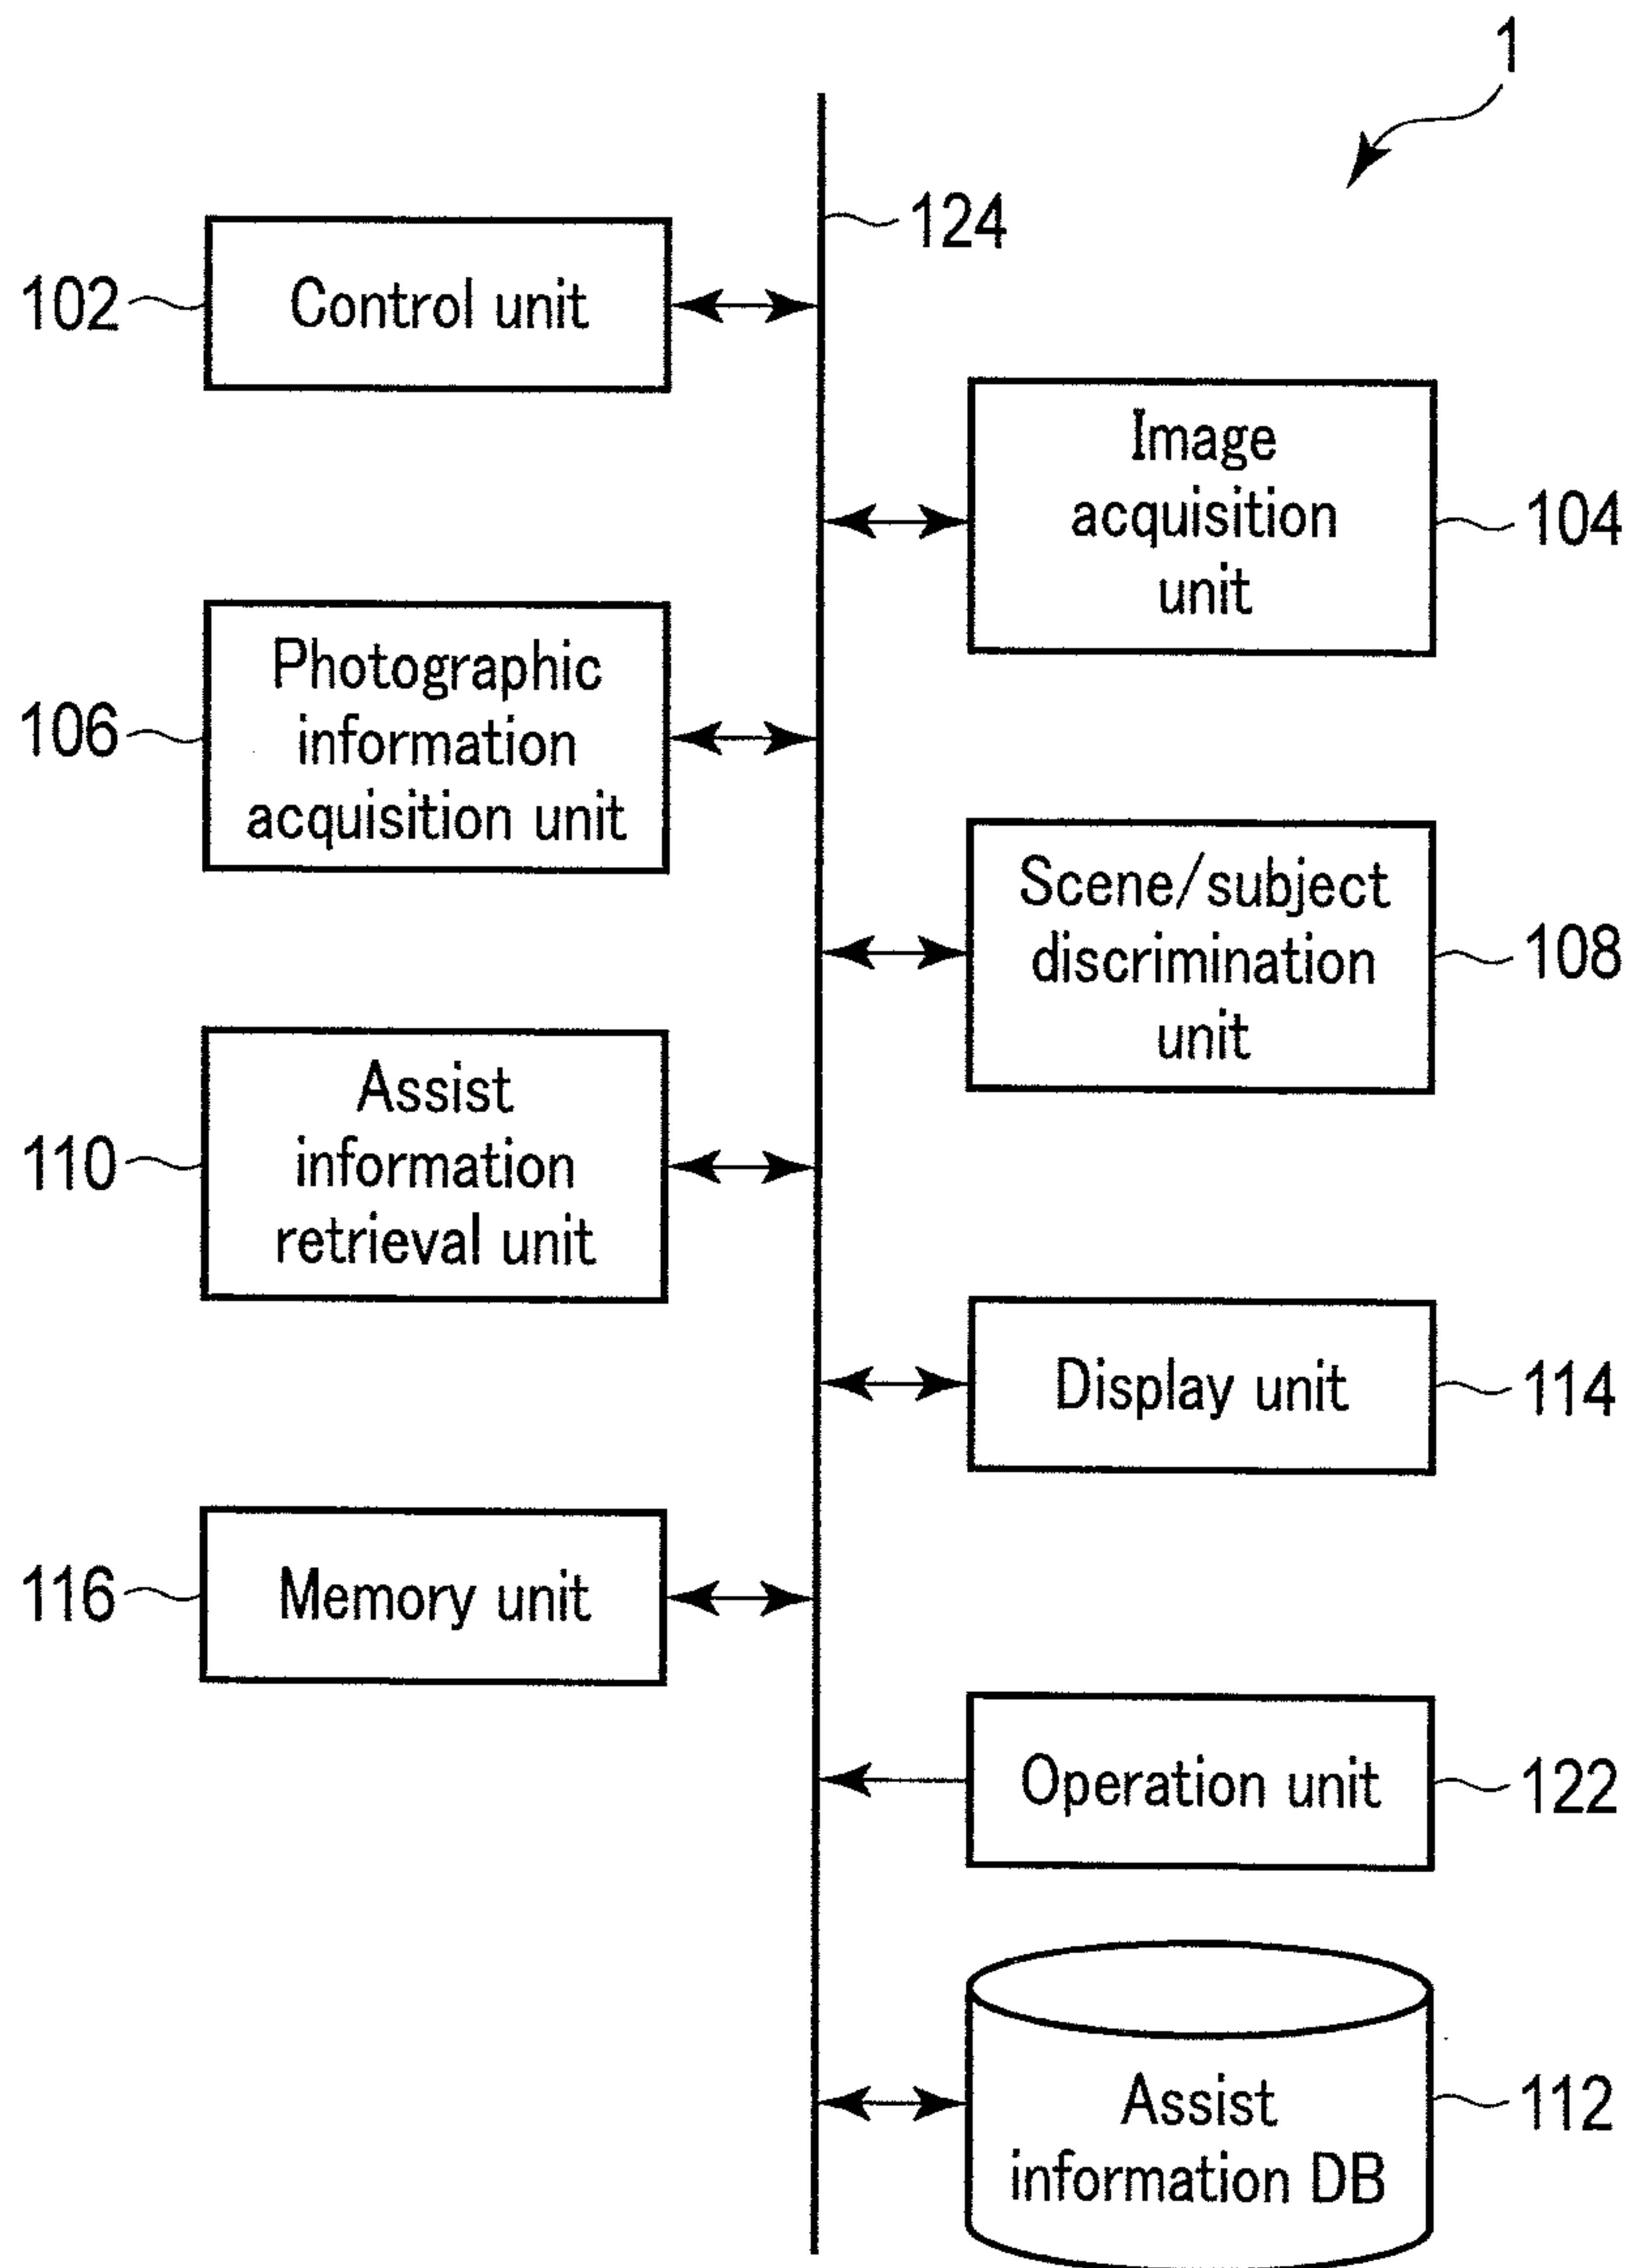 1
124
102
Control unit
Image
acquisition
unit
104
106
Photographic
information
acquisition unit
Scene/subject
discrimination
unit
108
110
Assist
information
retrieval unit
Display unit
114
116
Memory unit
Operation unit
122
Assist
information DB
112